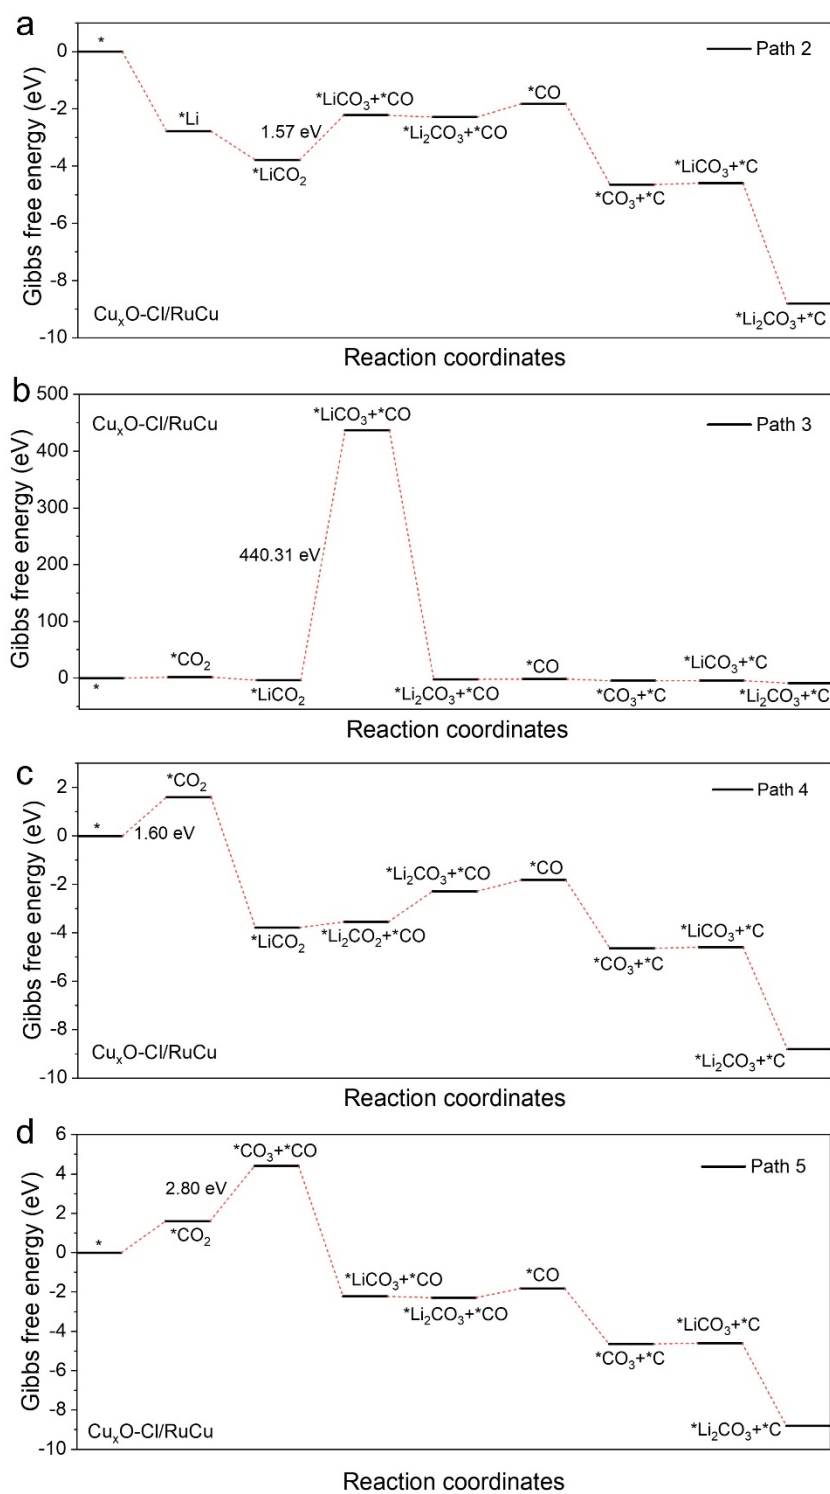 a
Gibbs free energy (eV)
0
-2
-4
-6
-8
-10
*
*Li
1.57 eV
*LiCO₂
*LiCO₃+*CO
*Li₂CO₃+*CO
*CO
*CO₃+*C
*LiCO₃+*C
*Li₂CO₃+*C
Path 2
CuₓO-Cl/RuCu
Reaction coordinates
b
Gibbs free energy (eV)
500
400
300
200
100
0
CuₓO-Cl/RuCu
*LiCO₃+*CO
Path 3
440.31 eV
*
*CO₂
*LiCO₂
*Li₂CO₃+*CO
*CO
*CO₃+*C
*LiCO₃+*C
*Li₂CO₃+*C
Reaction coordinates
c
Gibbs free energy (eV)
2
0
-2
-4
-6
-8
-10
*
*CO₂
1.60 eV
*LiCO₂
*Li₂CO₂+*CO
*Li₂CO₃+*CO
*CO
*CO₃+*C
*LiCO₃+*C
*Li₂CO₃+*C
Path 4
CuₓO-Cl/RuCu
Reaction coordinates
d
Gibbs free energy (eV)
6
4
2
0
-2
-4
-6
-8
-10
*
*CO₂
2.80 eV
*CO₃+*CO
*LiCO₃+*CO
*Li₂CO₃+*CO
*CO
*CO₃+*C
*LiCO₃+*C
*Li₂CO₃+*C
Path 5
CuₓO-Cl/RuCu
Reaction coordinates